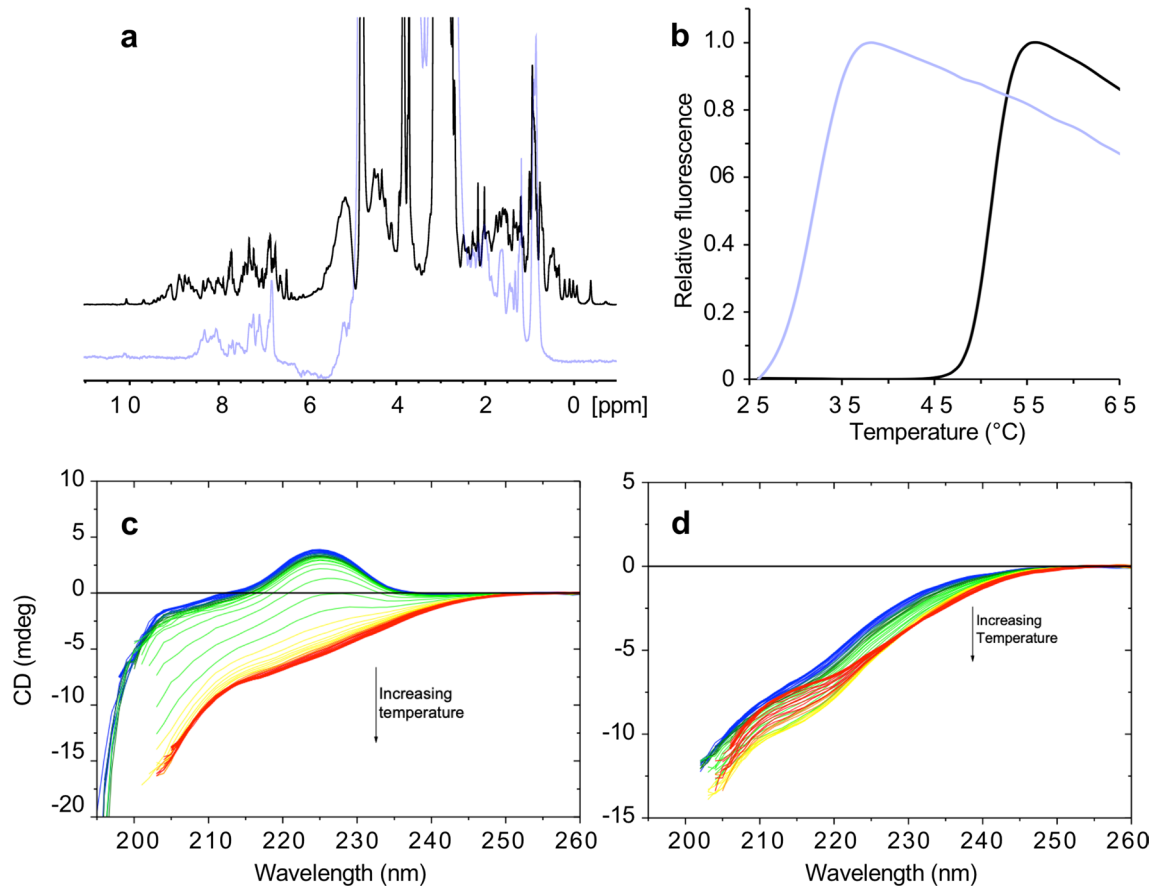 a
10 8 6 4 2 0 [ppm]
b
Relative fluorescence
1.0
0.8
06
0.4
0.2
0
2 5 3 5 4 5 5 5 6 5
Temperature (°C)
c
CD (mdeg)
10
5
0
-5
-10
-15
-20
Increasing
temperature
200 210 220 230 240 250 260
Wavelength (nm)
d
5
0
-5
-10
-15
Increasing
Temperature
200 210 220 230 240 250 260
Wavelength (nm)